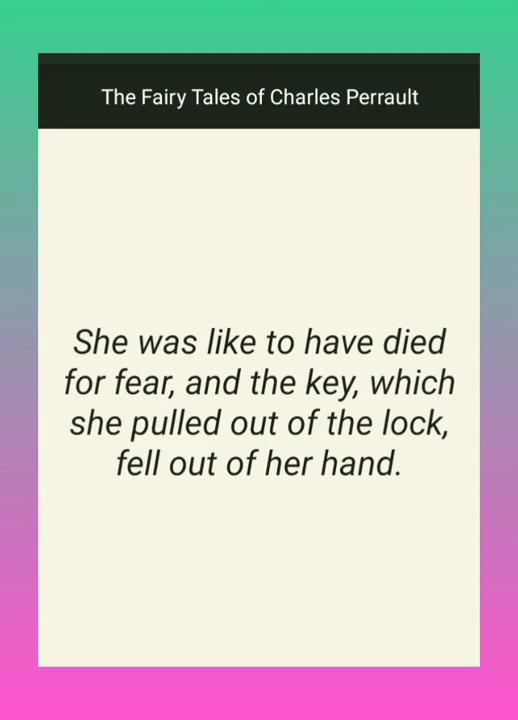 The Fairy Tales of Charles Perrault
She was like to have died
for fear, and the key, which
she pulled out of the lock,
fell out of her hand.